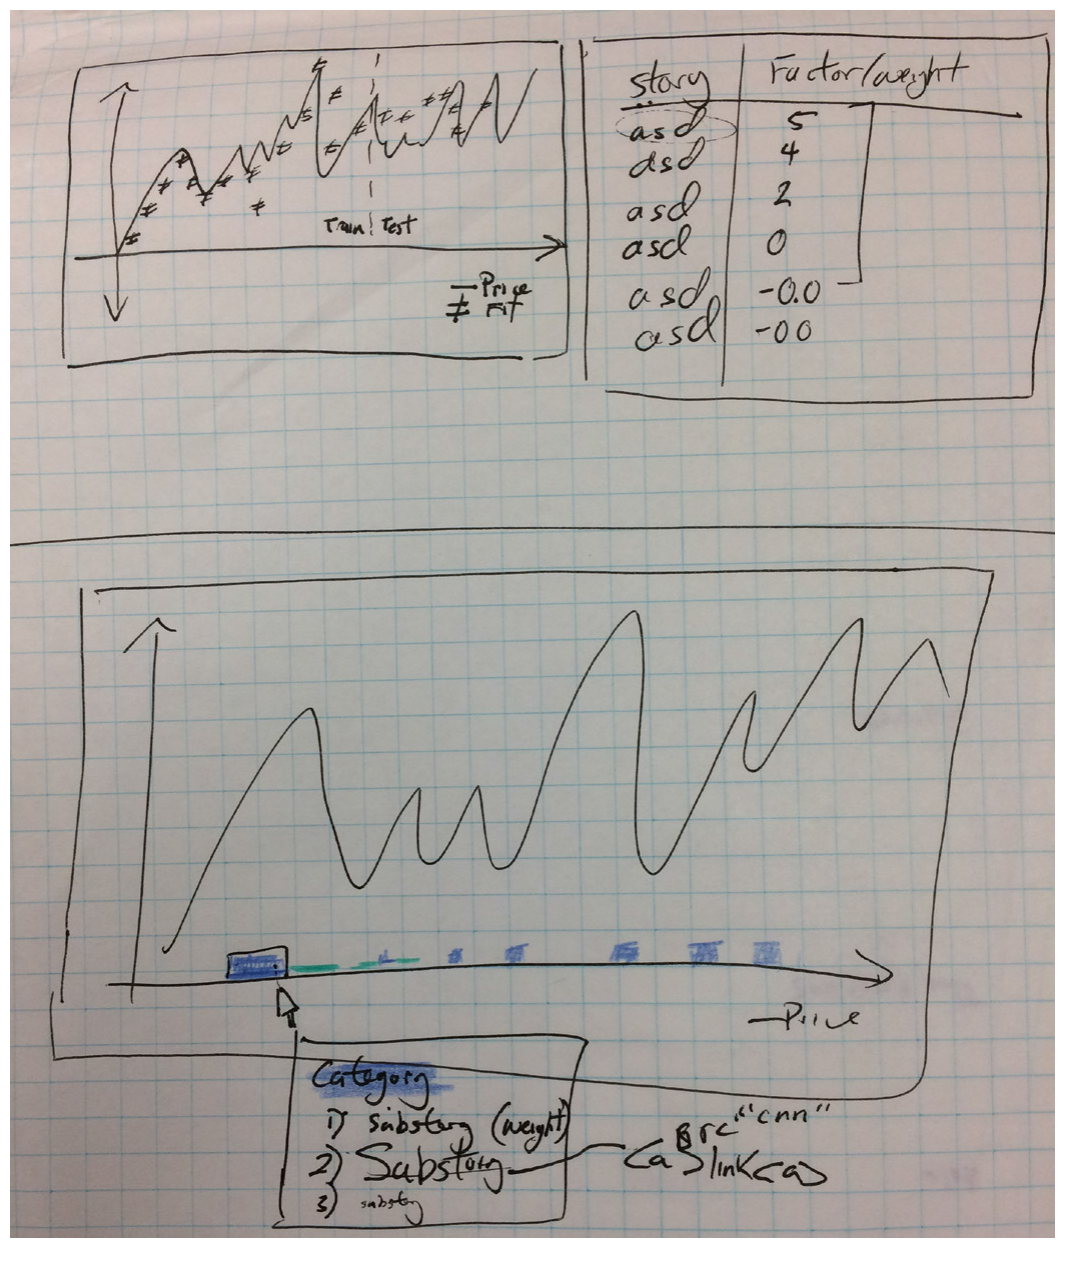 Train Test
Price
Fit
story Factor/weight
asd 5
asd 4
asd 2
asd 0
asd -0.0
asd -00
Price
Category
1) substory (weight)
2) Substory
3) substory
src "cnn"
<a>link<a>